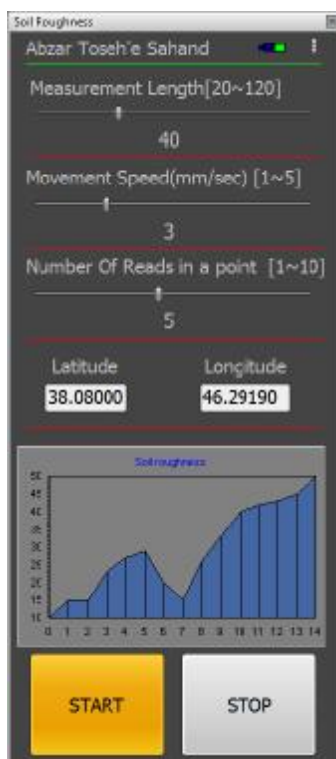 Soil Foughness
Abzar Toseh'e Sahand
Measurement Length[20~120]
40
Movement Speed(mm/sec) [1~5]
3
Number Of Reads in a point [1~10]
5
Latitude Longitude
38.08000 46.29190
Soil roughness
50
45
40
35
30
25
20
15
10
0 1 2 3 4 5 6 7 8 9 10 11 12 13 14
START STOP